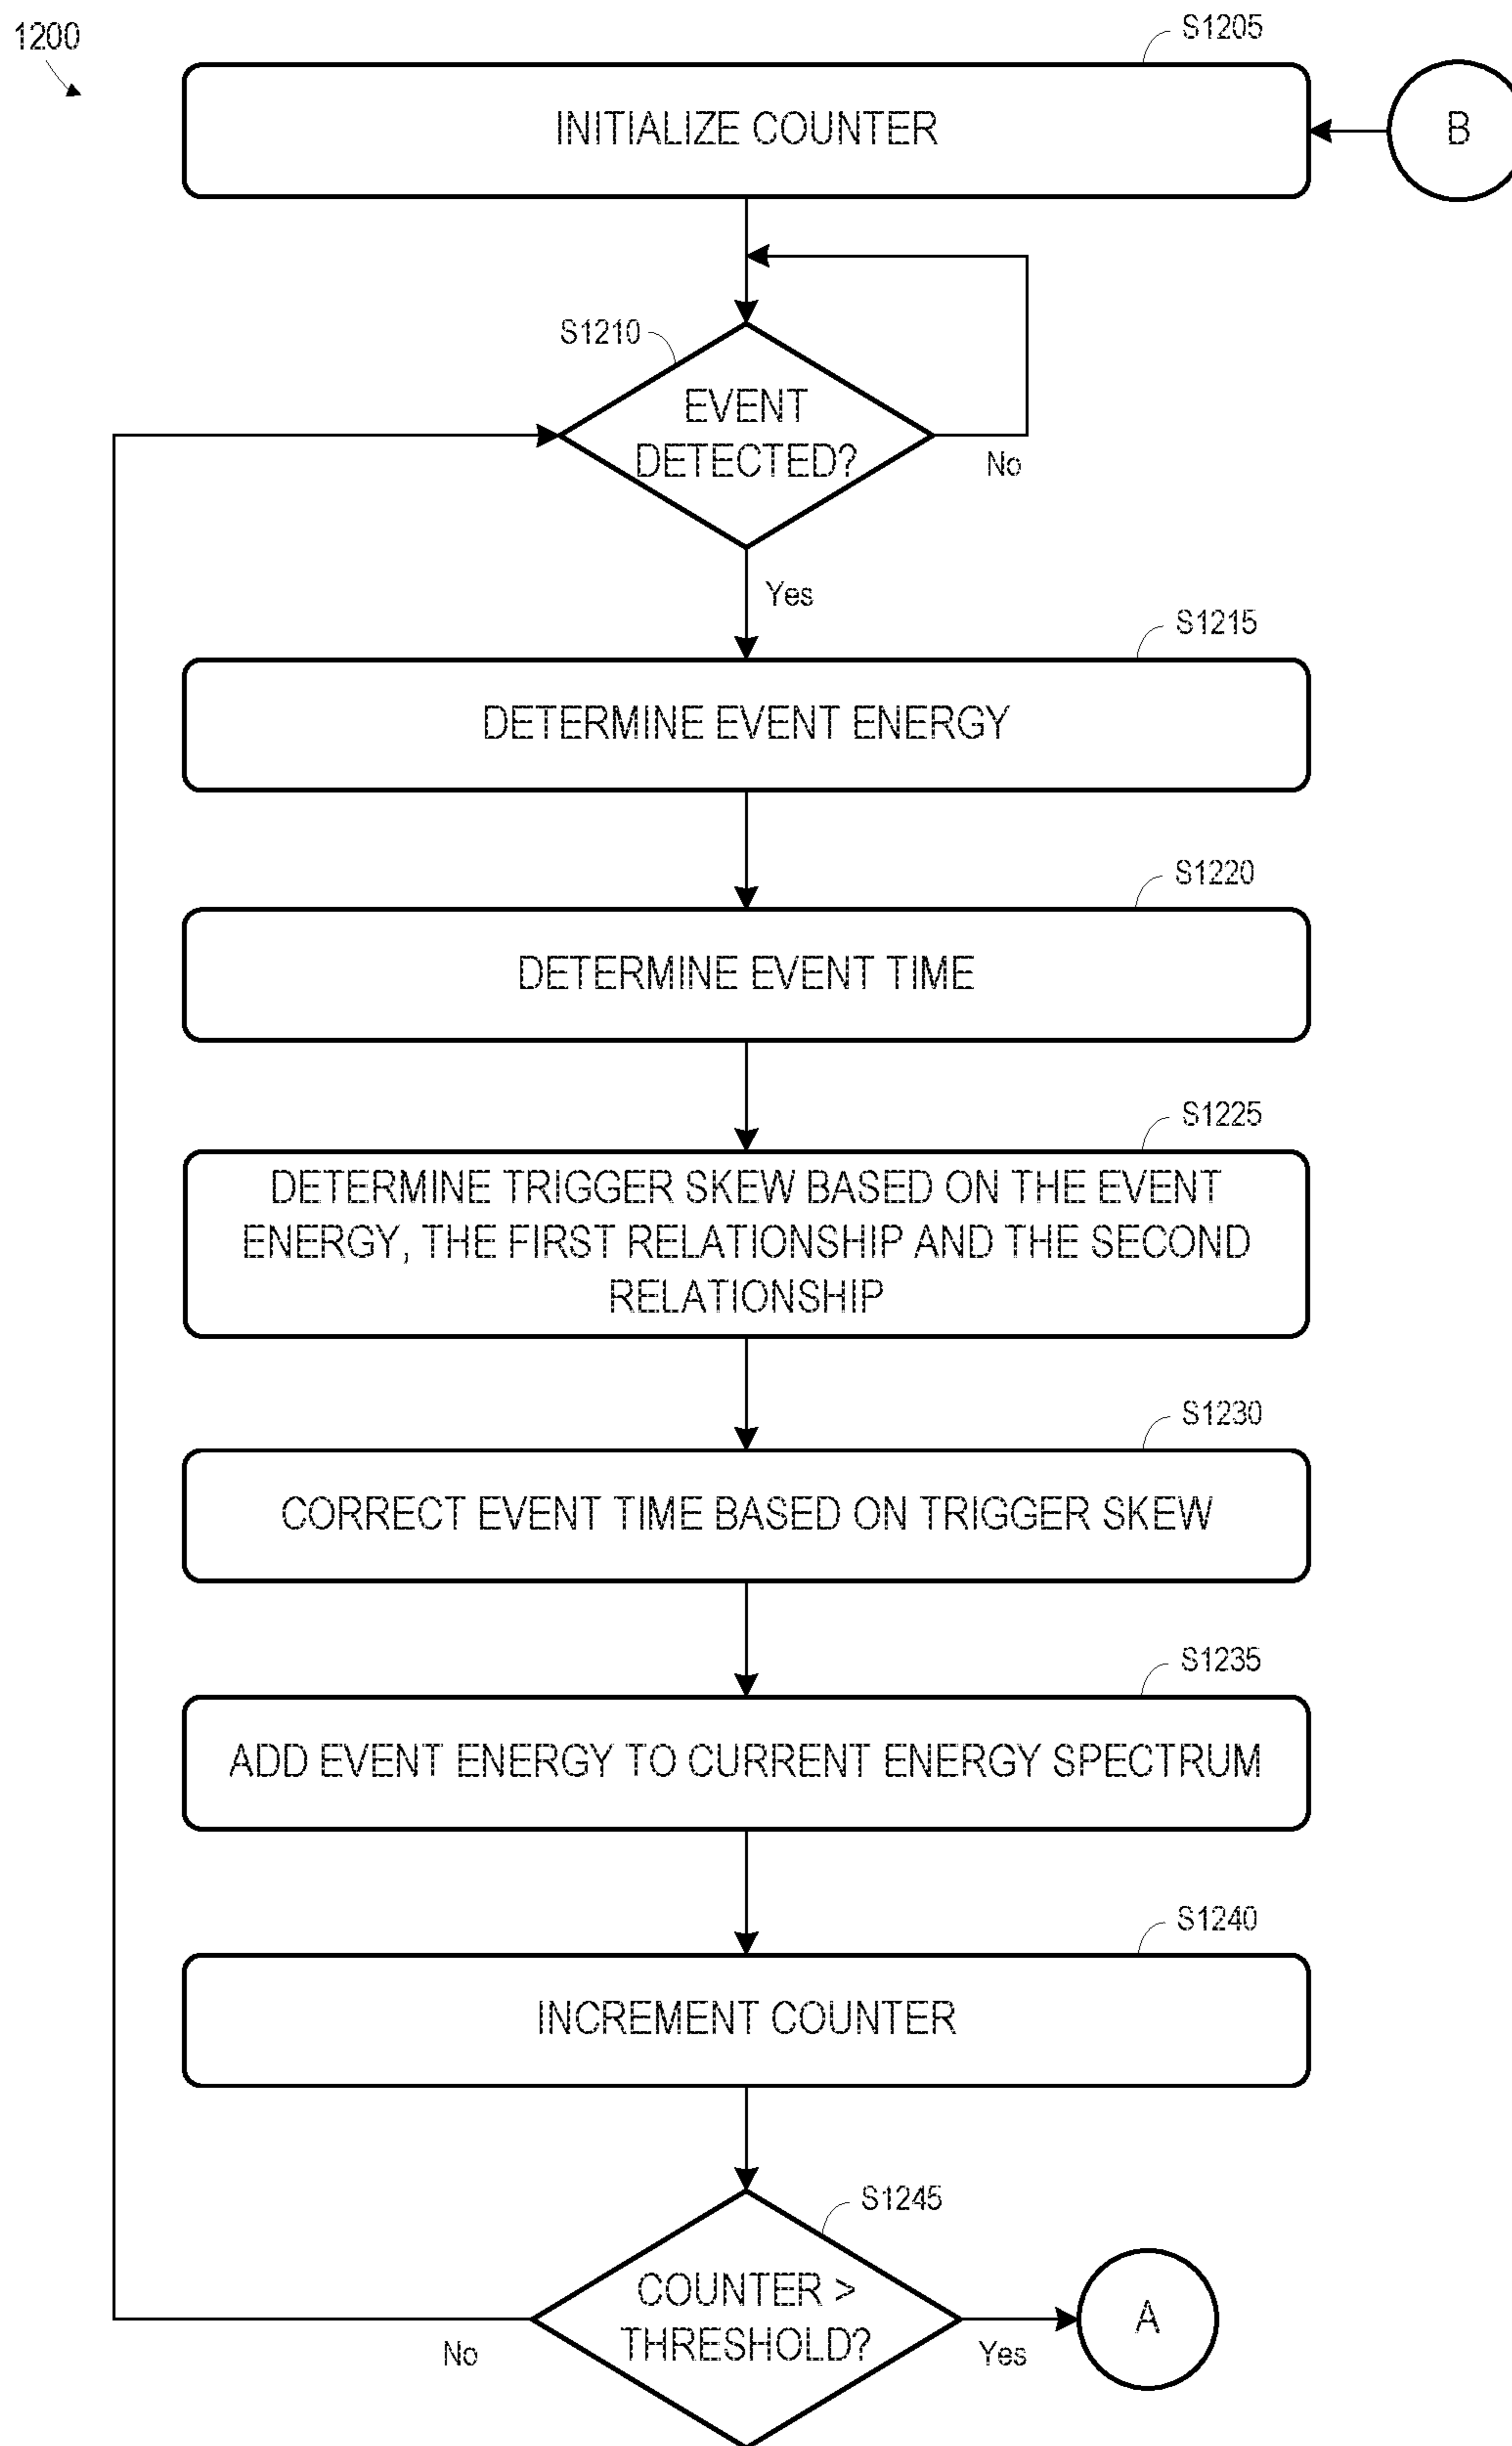 1200
S1205
INITIALIZE COUNTER
B
S1210
EVENT
DETECTED?
No
Yes
S1215
DETERMINE EVENT ENERGY
S1220
DETERMINE EVENT TIME
S1225
DETERMINE TRIGGER SKEW BASED ON THE EVENT
ENERGY, THE FIRST RELATIONSHIP AND THE SECOND
RELATIONSHIP
S1230
CORRECT EVENT TIME BASED ON TRIGGER SKEW
S1235
ADD EVENT ENERGY TO CURRENT ENERGY SPECTRUM
S1240
INCREMENT COUNTER
S1245
COUNTER >
THRESHOLD?
No
Yes
A